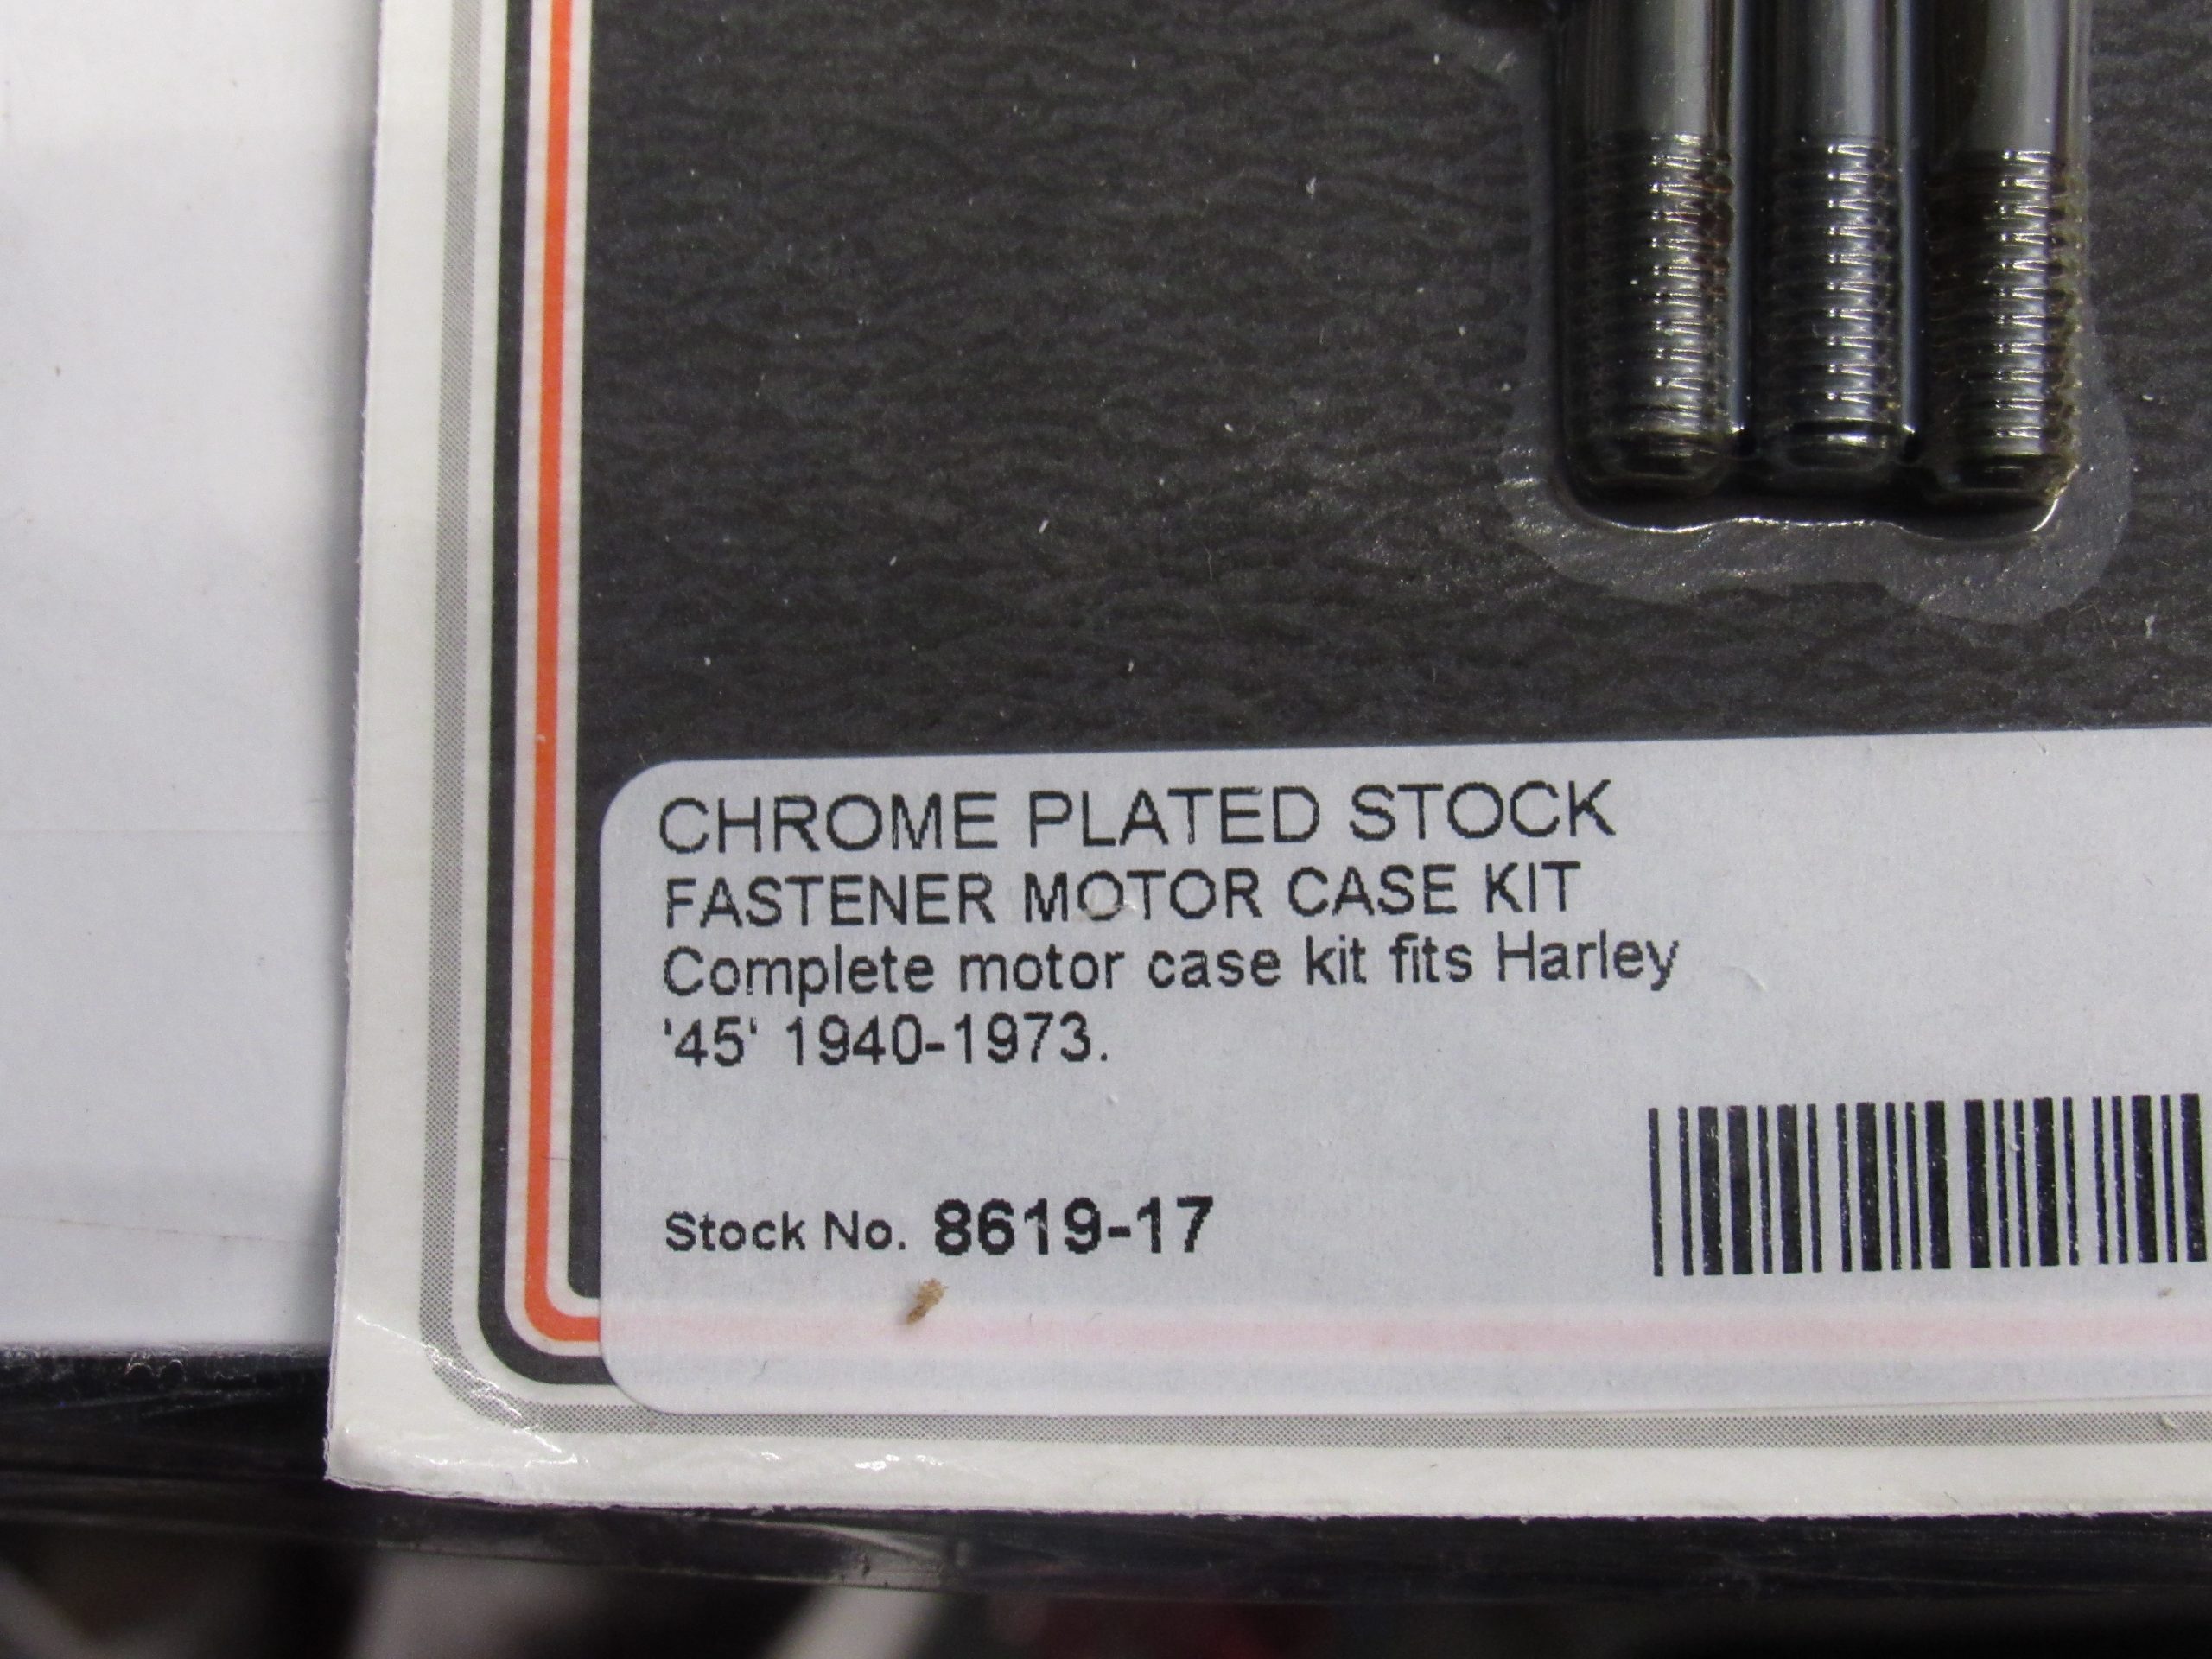 CHROME PLATED STOCK
FASTENER MOTOR CASE KIT
Complete motor case kit fits Harley
'45' 1940-1973.
Stock No. 8619-17